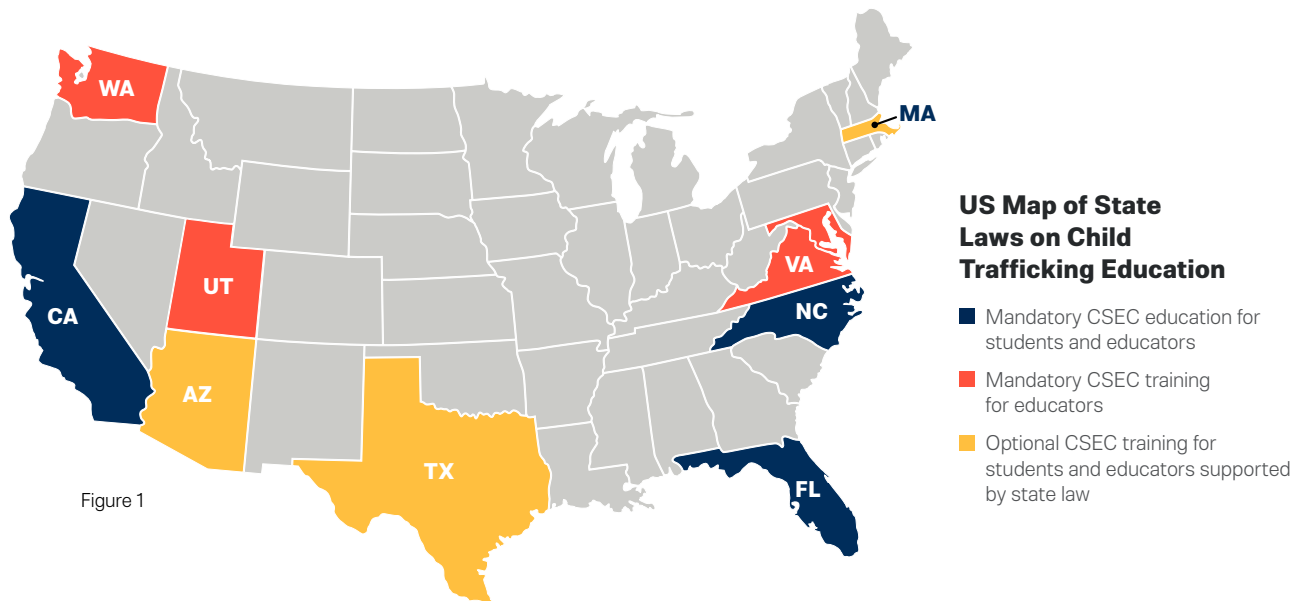 WA
MA
US Map of State
Laws on Child
Trafficking Education
VA
UT
Mandatory CSEC education for
students and educators
CA
NC
Mandatory CSEC training
for educators
AZ
Optional CSEC training for
students and educators supported
by state law
TX
FL
Figure 1